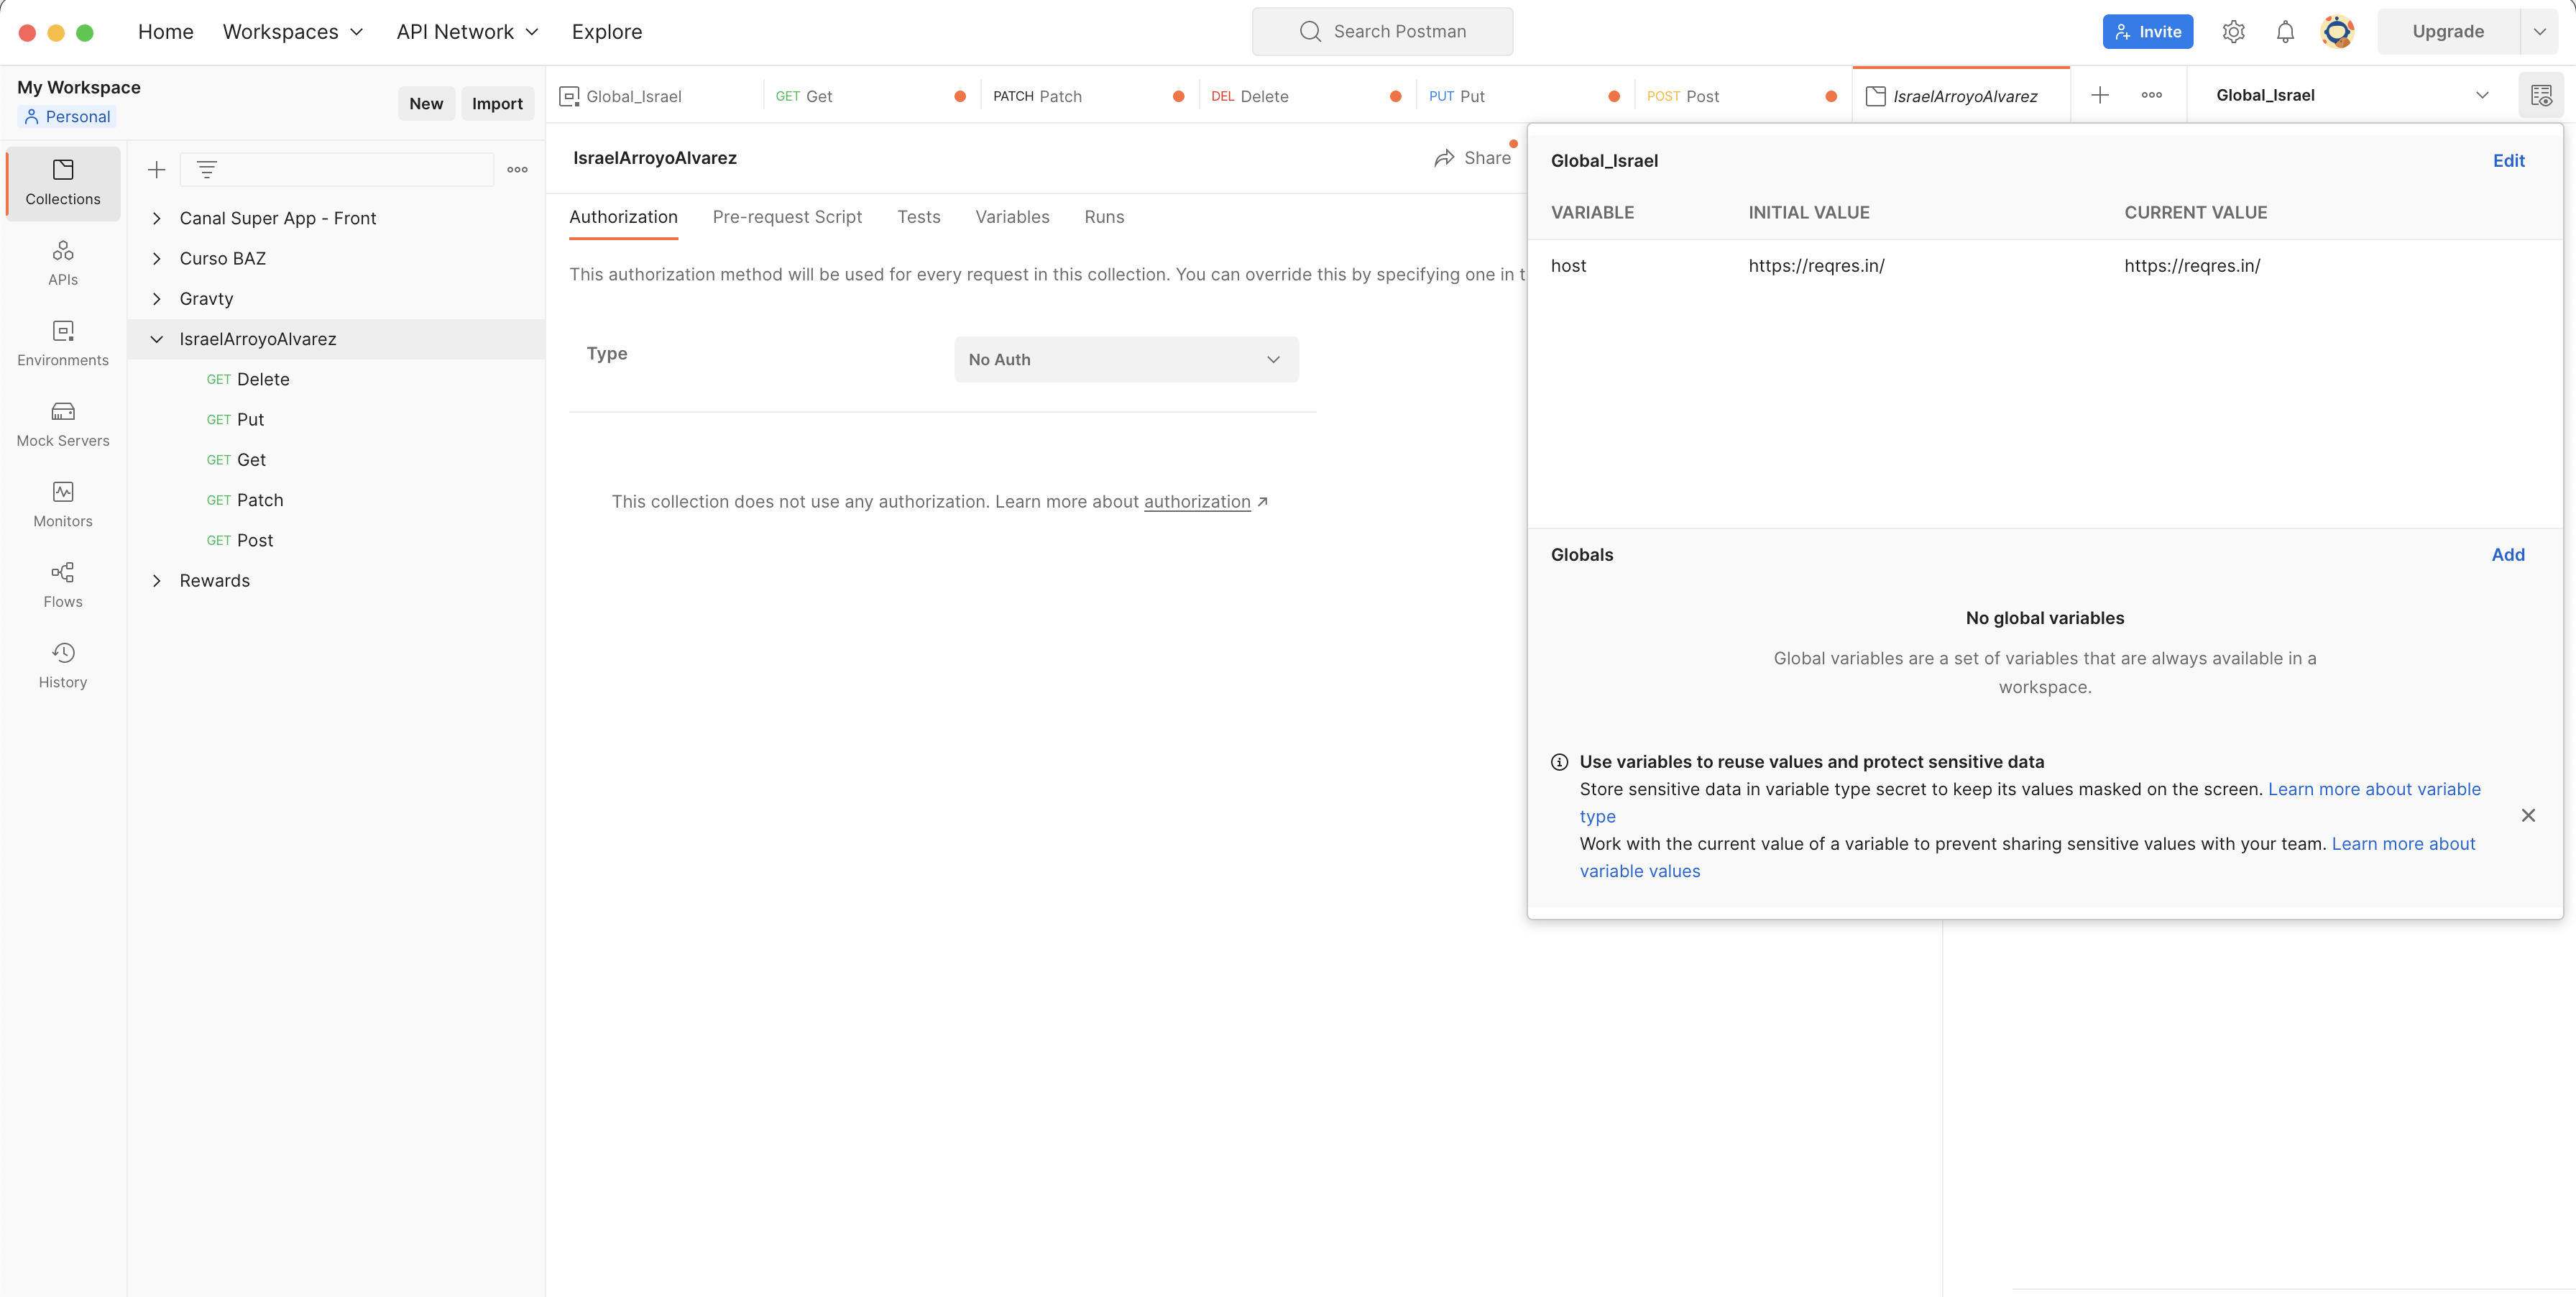 Home
Workspaces
API Network
Explore
Search Postman
Invite
Upgrade
My Workspace
Personal
New
Import
Global_Israel
GET Get
PATCH Patch
DEL Delete
PUT Put
POST Post
IsraelArroyoAlvarez
Global_Israel
Collections
APIs
Environments
Mock Servers
Monitors
Flows
History
Canal Super App - Front
Curso BAZ
Gravty
IsraelArroyoAlvarez
GET Delete
GET Put
GET Get
GET Patch
GET Post
Rewards
IsraelArroyoAlvarez
Share
Authorization
Pre-request Script
Tests
Variables
Runs
This authorization method will be used for every request in this collection. You can override this by specifying one in t
Type
No Auth
This collection does not use any authorization. Learn more about authorization ↗
Global_Israel
Edit
VARIABLE
INITIAL VALUE
CURRENT VALUE
host
https://reqres.in/
https://reqres.in/
Globals
Add
No global variables
Global variables are a set of variables that are always available in a
workspace.
Use variables to reuse values and protect sensitive data
Store sensitive data in variable type secret to keep its values masked on the screen. Learn more about variable
type
Work with the current value of a variable to prevent sharing sensitive values with your team. Learn more about
variable values